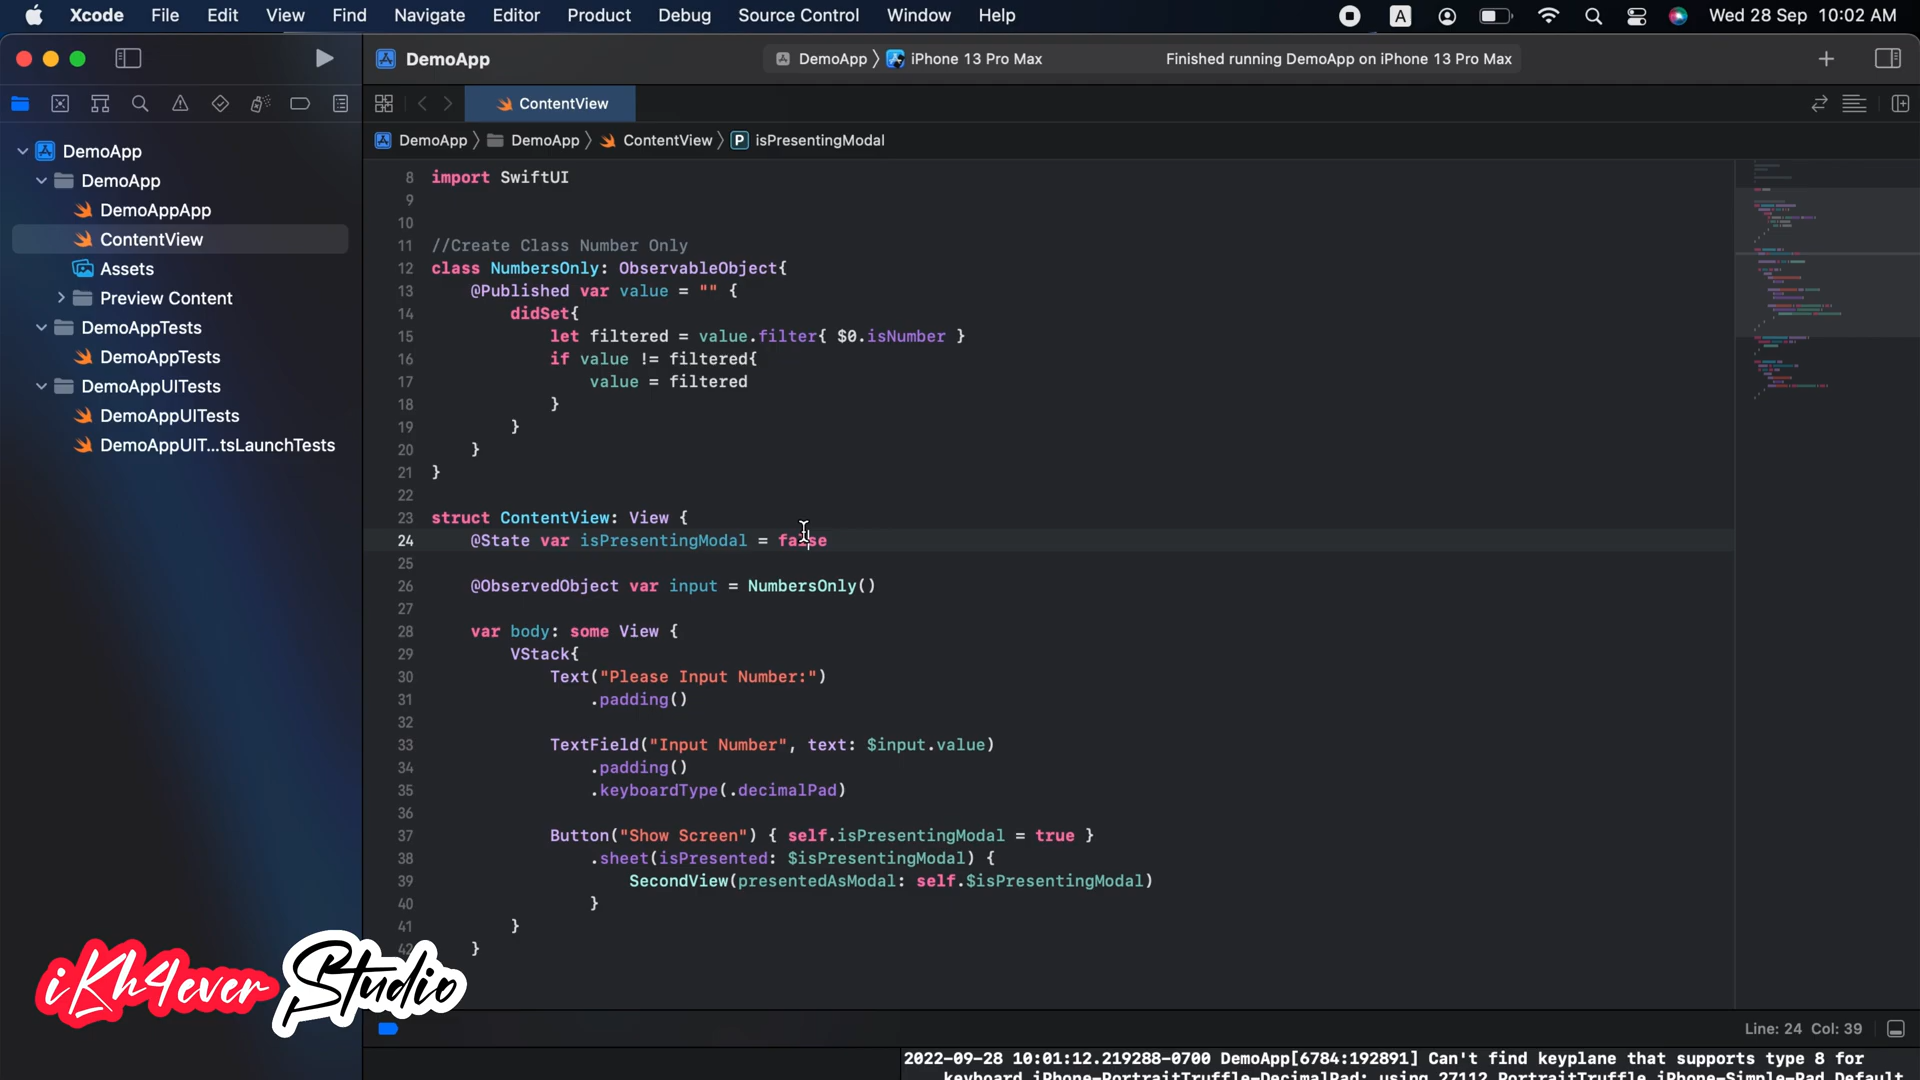 Xcode File Edit View Find Navigate Editor Product Debug Source Control Window Help A Wed 28 Sep 10:02 AM
DemoApp DemoApp iPhone 13 Pro Max Finished running DemoApp on iPhone 13 Pro Max
ContentView
DemoApp DemoApp ContentView P isPresentingModal
DemoApp
DemoApp
DemoAppApp
ContentView
Assets
Preview Content
DemoAppTests
DemoAppTests
DemoAppUITests
DemoAppUITests
DemoAppUIT...tsLaunchTests
8 import SwiftUI
9
10
11 //Create Class Number Only
12 class NumbersOnly: ObservableObject{
13 @Published var value = "" {
14 didSet{
15 let filtered = value.filter{ $0.isNumber }
16 if value != filtered{
17 value = filtered
18 }
19 }
20 }
21 }
22
23 struct ContentView: View {
24 @State var isPresentingModal = false
25
26 @ObservedObject var input = NumbersOnly()
27
28 var body: some View {
29 VStack{
30 Text("Please Input Number:")
31 .padding()
32
33 TextField("Input Number", text: $input.value)
34 .padding()
35 .keyboardType(.decimalPad)
36
37 Button("Show Screen") { self.isPresentingModal = true }
38 .sheet(isPresented: $isPresentingModal) {
39 SecondView(presentedAsModal: self.$isPresentingModal)
40 }
41 }
42 }
iKh4ever Studio
Line: 24 Col: 39
2022-09-28 10:01:12.219288-0700 DemoApp[6784:192891] Can't find keyplane that supports type 8 for
keyboard iPhone-PortraitTruffle-DecimalPad; using 27112_PortraitTruffle_iPhone-Simple-Pad_Default